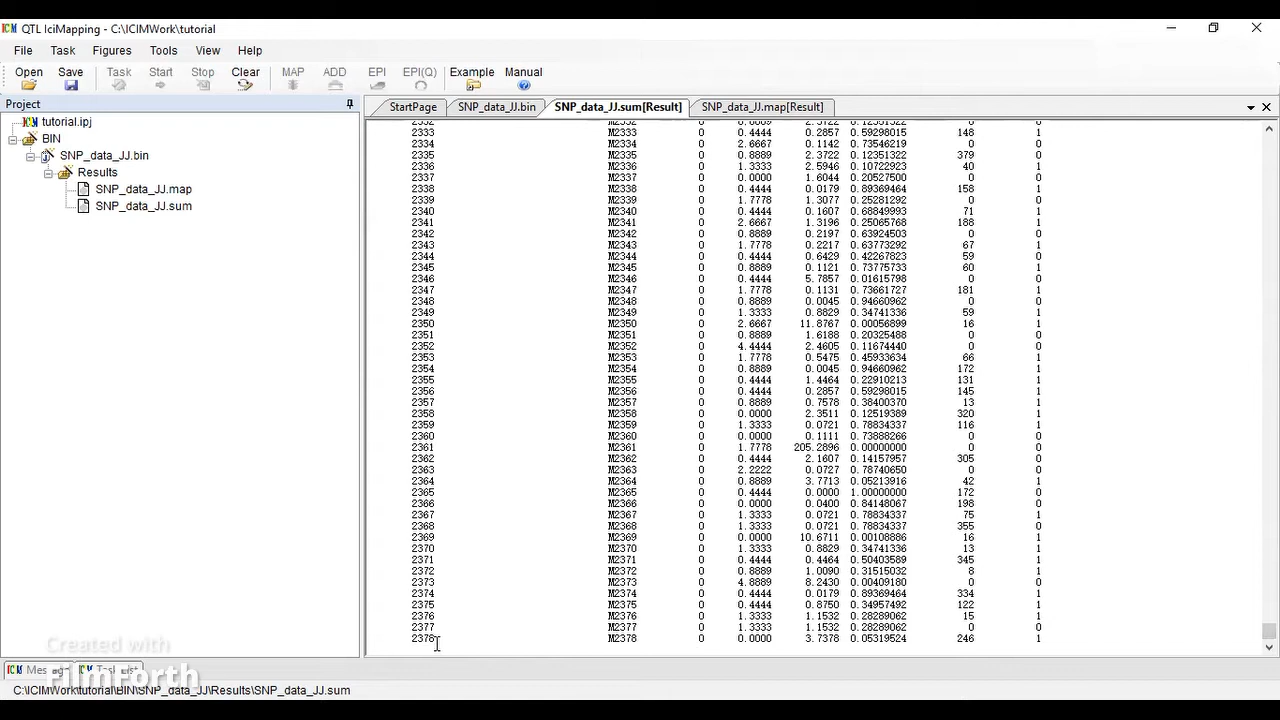 QTL IciMapping - C:\ICIMWork\tutorial
File Task Figures Tools View Help
Open Save Task Start Stop Clear MAP ADD EPI EPI(Q) Example Manual
Project
StartPage SNP_data_JJ.bin SNP_data_JJ.sum[Result] SNP_data_JJ.map[Result]
tutorial.ipj
BIN
SNP_data_JJ.bin
Results
SNP_data_JJ.map
SNP_data_JJ.sum
2333 M2333 0 0.4444 0.2857 0.59298015 148 1
2334 M2334 0 2.6667 0.1142 0.73546219 0 0
2335 M2335 0 0.8889 2.3722 0.12351322 379 0
2336 M2336 0 1.3333 2.5946 0.10722923 40 0
2337 M2337 0 0.0000 1.6044 0.20527500 0 0
2338 M2338 0 0.4444 0.0179 0.89369464 158 1
2339 M2339 0 1.7778 1.3077 0.25281292 0 0
2340 M2340 0 0.4444 0.1607 0.68849993 71 1
2341 M2341 0 2.6667 1.3196 0.25065768 188 1
2342 M2342 0 0.8889 0.2197 0.63924503 0 0
2343 M2343 0 1.7778 0.2217 0.63773292 67 1
2344 M2344 0 0.4444 0.6429 0.42267823 59 0
2345 M2345 0 0.8889 0.1121 0.73775733 60 1
2346 M2346 0 0.4444 5.7857 0.01615798 0 0
2347 M2347 0 1.7778 0.1131 0.73661727 181 1
2348 M2348 0 0.8889 0.0045 0.94660962 0 0
2349 M2349 0 1.3333 0.8829 0.34741336 59 1
2350 M2350 0 2.6667 11.8767 0.00056899 16 1
2351 M2351 0 0.8889 1.6188 0.20325488 0 0
2352 M2352 0 4.4444 2.4605 0.11674440 0 0
2353 M2353 0 1.7778 0.5475 0.45933634 66 1
2354 M2354 0 0.8889 0.0045 0.94660962 172 1
2355 M2355 0 0.4444 1.4464 0.22910213 131 1
2356 M2356 0 0.4444 0.2857 0.59298015 145 1
2357 M2357 0 0.8889 0.7578 0.38400370 13 1
2358 M2358 0 0.0000 2.3511 0.12519389 320 1
2359 M2359 0 1.3333 0.0721 0.78834337 116 1
2360 M2360 0 0.0000 0.1111 0.73888266 0 0
2361 M2361 0 1.7778 205.2896 0.00000000 0 0
2362 M2362 0 0.4444 2.1607 0.14157957 305 0
2363 M2363 0 2.2222 0.0727 0.78740650 0 0
2364 M2364 0 0.8889 3.7713 0.05213916 42 1
2365 M2365 0 0.4444 0.0000 1.00000000 172 0
2366 M2366 0 0.0000 0.0400 0.84148067 198 0
2367 M2367 0 1.3333 0.0721 0.78834337 75 1
2368 M2368 0 1.3333 0.0721 0.78834337 355 0
2369 M2369 0 0.0000 10.6711 0.00108886 16 1
2370 M2370 0 1.3333 0.8829 0.34741336 13 1
2371 M2371 0 0.4444 0.4464 0.50403589 345 1
2372 M2372 0 0.8889 1.0090 0.31515032 8 1
2373 M2373 0 4.8889 8.2430 0.00409180 0 0
2374 M2374 0 0.4444 0.0179 0.89369464 334 1
2375 M2375 0 0.4444 0.8750 0.34957492 122 1
2376 M2376 0 1.3333 1.1532 0.28289062 15 1
2377 M2377 0 1.3333 1.1532 0.28289062 0 0
2378 M2378 0 0.0000 3.7378 0.05319524 246 1
Created with
FilmForth
C:\ICIMWork\tutorial\BIN\SNP_data_JJ\Results\SNP_data_JJ.sum